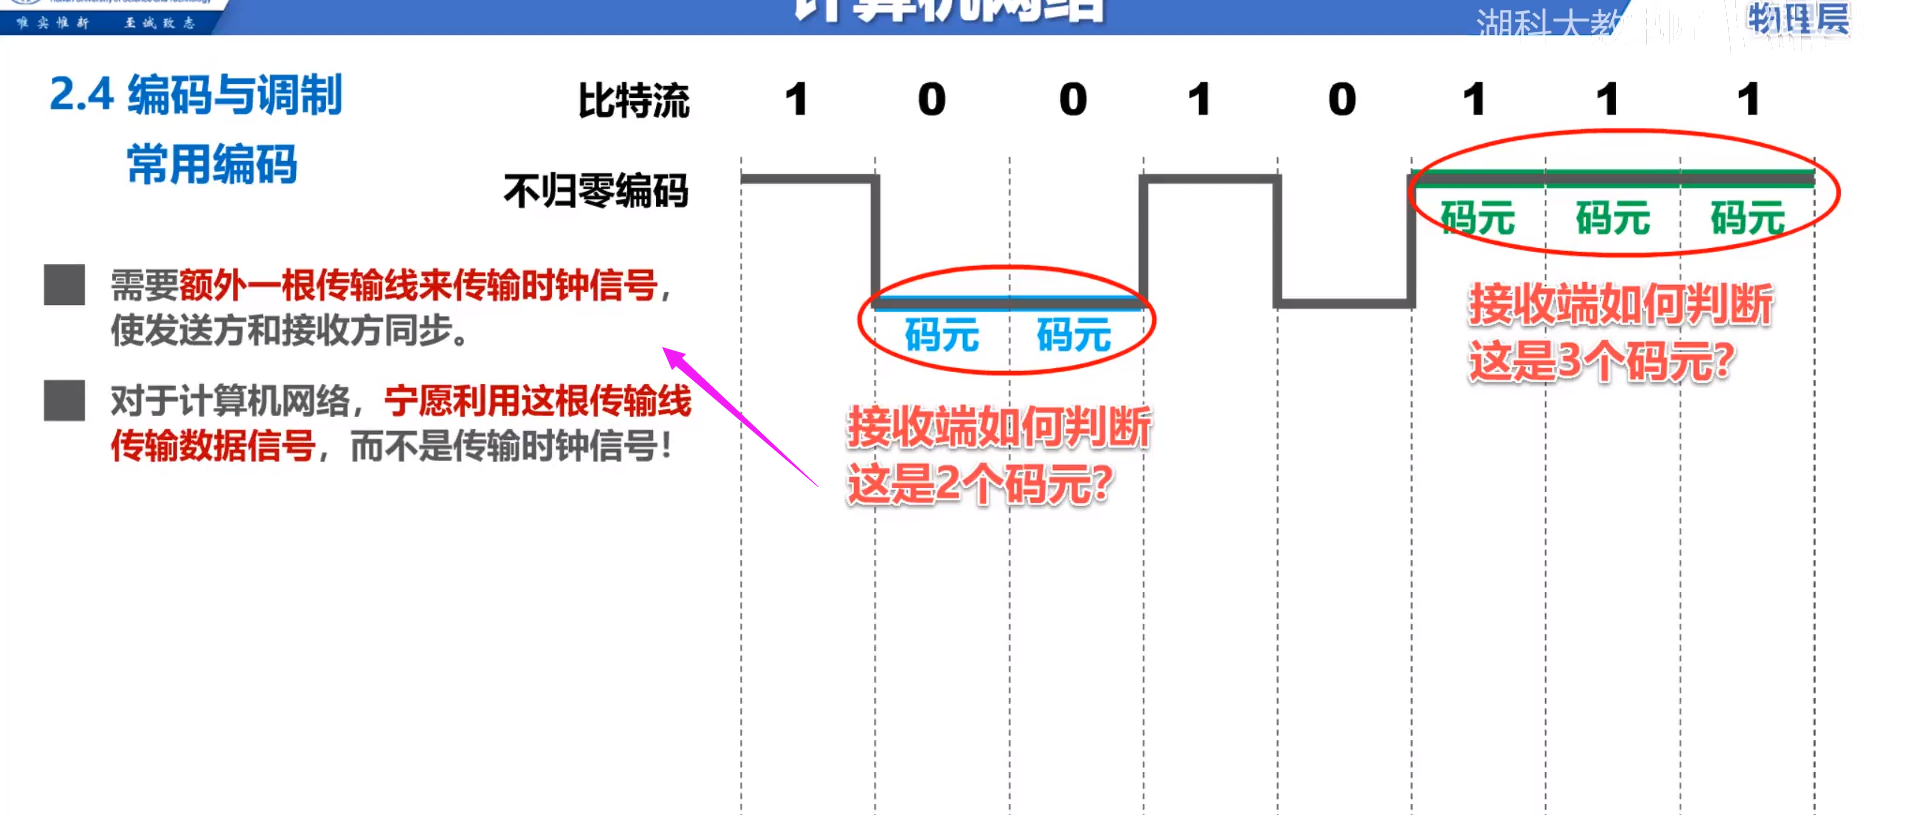 唯实惟新 至诚致志
计算机网络
湖科大教
物理层
2.4 编码与调制
常用编码
比特流 1 0 0 1 0 1 1 1
不归零编码
码元 码元 码元
码元 码元
需要额外一根传输线来传输时钟信号，
使发送方和接收方同步。
对于计算机网络，宁愿利用这根传输线
传输数据信号，而不是传输时钟信号！
接收端如何判断
这是2个码元？
接收端如何判断
这是3个码元？